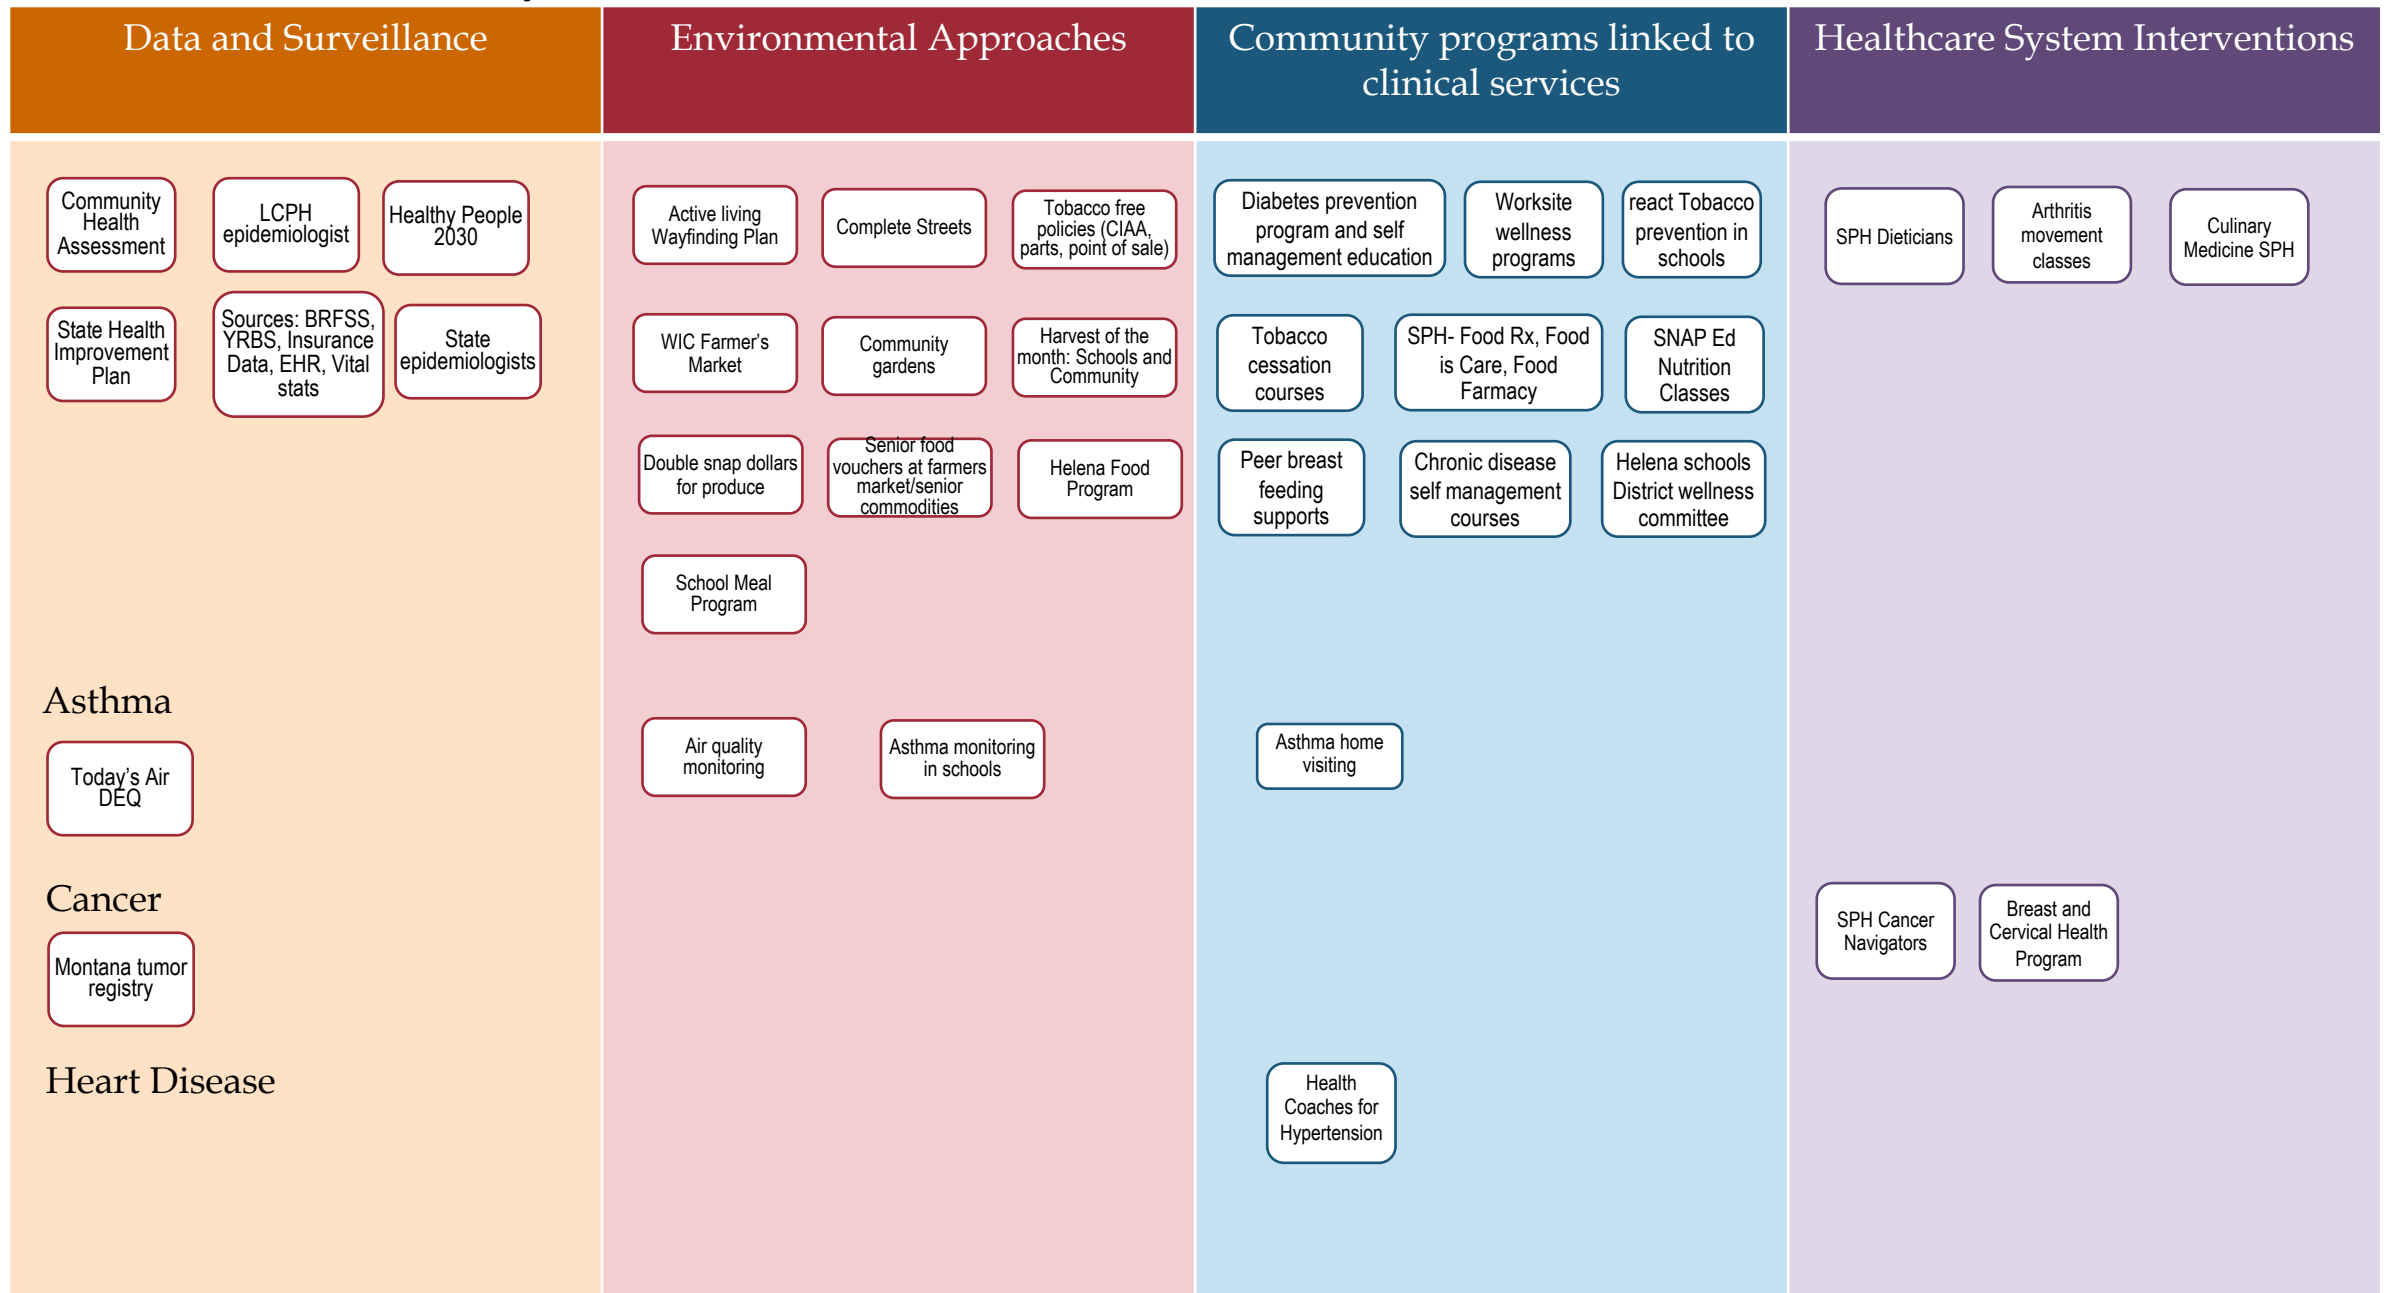 Data and Surveillance
Environmental Approaches
Community programs linked to
clinical services
Healthcare System Interventions
Community
Health
Assessment
LCPH
epidemiologist
Healthy People
2030
State Health
Improvement
Plan
Sources: BRFSS,
YRBS, Insurance
Data, EHR, Vital
stats
State
epidemiologists
Asthma
Today's Air
DEQ
Cancer
Montana tumor
registry
Heart Disease
Active living
Wayfinding Plan
Complete Streets
Tobacco free
policies (CIAA,
parts, point of sale)
WIC Farmer's
Market
Community
gardens
Harvest of the
month: Schools and
Community
Double snap dollars
for produce
Senior food
vouchers at farmers
market/senior
commodities
Helena Food
Program
School Meal
Program
Air quality
monitoring
Asthma monitoring
in schools
Diabetes prevention
program and self
management education
Worksite
wellness
programs
react Tobacco
prevention in
schools
Tobacco
cessation
courses
SPH- Food Rx, Food
is Care, Food
Farmacy
SNAP Ed
Nutrition
Classes
Peer breast
feeding
supports
Chronic disease
self management
courses
Helena schools
District wellness
committee
Asthma home
visiting
Health
Coaches for
Hypertension
SPH Dieticians
Arthritis
movement
classes
Culinary
Medicine SPH
SPH Cancer
Navigators
Breast and
Cervical Health
Program